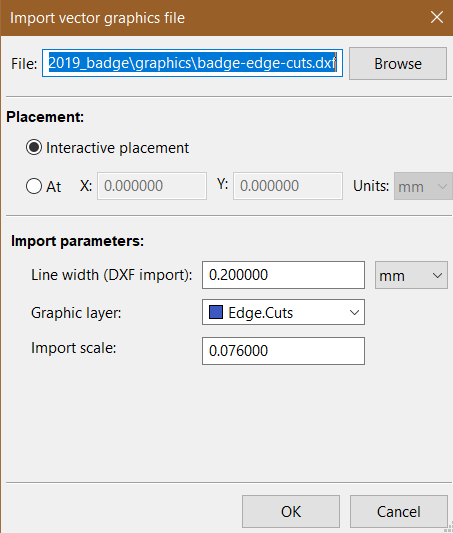 Import vector graphics file
File: 2019_badge\graphics\badge-edge-cuts.dxf Browse
Placement:
Interactive placement
At X: 0.000000 Y: 0.000000 Units: mm
Import parameters:
Line width (DXF import): 0.200000 mm
Graphic layer: Edge.Cuts
Import scale: 0.076000
OK Cancel